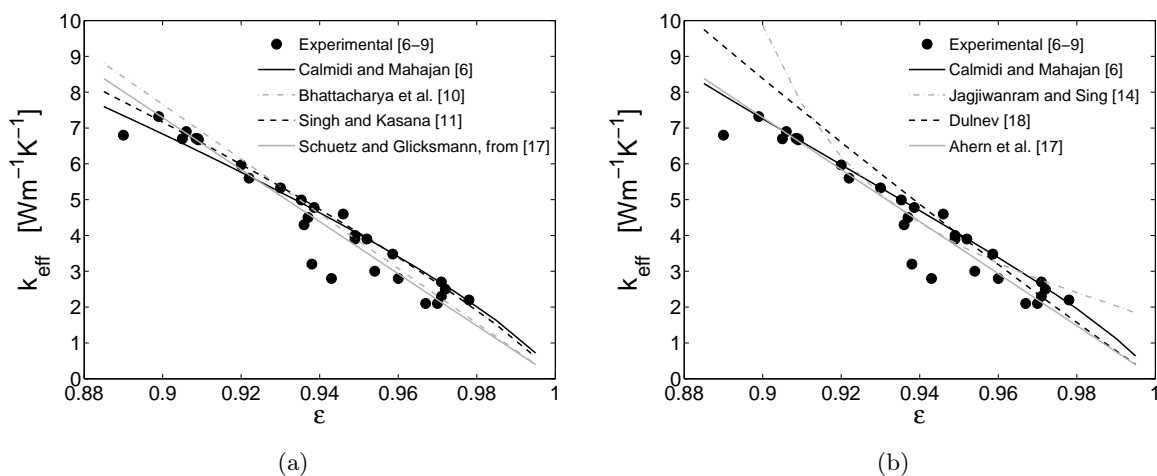 10
9
8
7
6
5
4
3
2
1
0
k_eff [Wm⁻¹K⁻¹]
Experimental [6−9]
Calmidi and Mahajan [6]
Bhattacharya et al. [10]
Singh and Kasana [11]
Schuetz and Glicksmann, from [17]
0.88 0.9 0.92 0.94 0.96 0.98 1
ε
(a)
10
9
8
7
6
5
4
3
2
1
0
k_eff [Wm⁻¹K⁻¹]
Experimental [6−9]
Calmidi and Mahajan [6]
Jagjiwanram and Sing [14]
Dulnev [18]
Ahern et al. [17]
0.88 0.9 0.92 0.94 0.96 0.98 1
ε
(b)